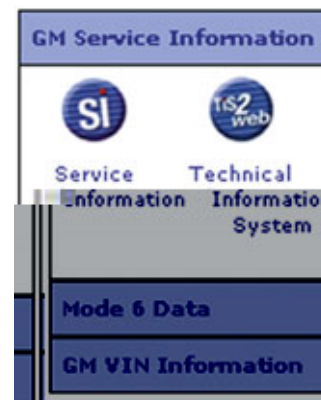 GM Service Information
Si
TiS2
web
Service Technical
Information Informatio
System
Mode 6 Data
GM VIN Information